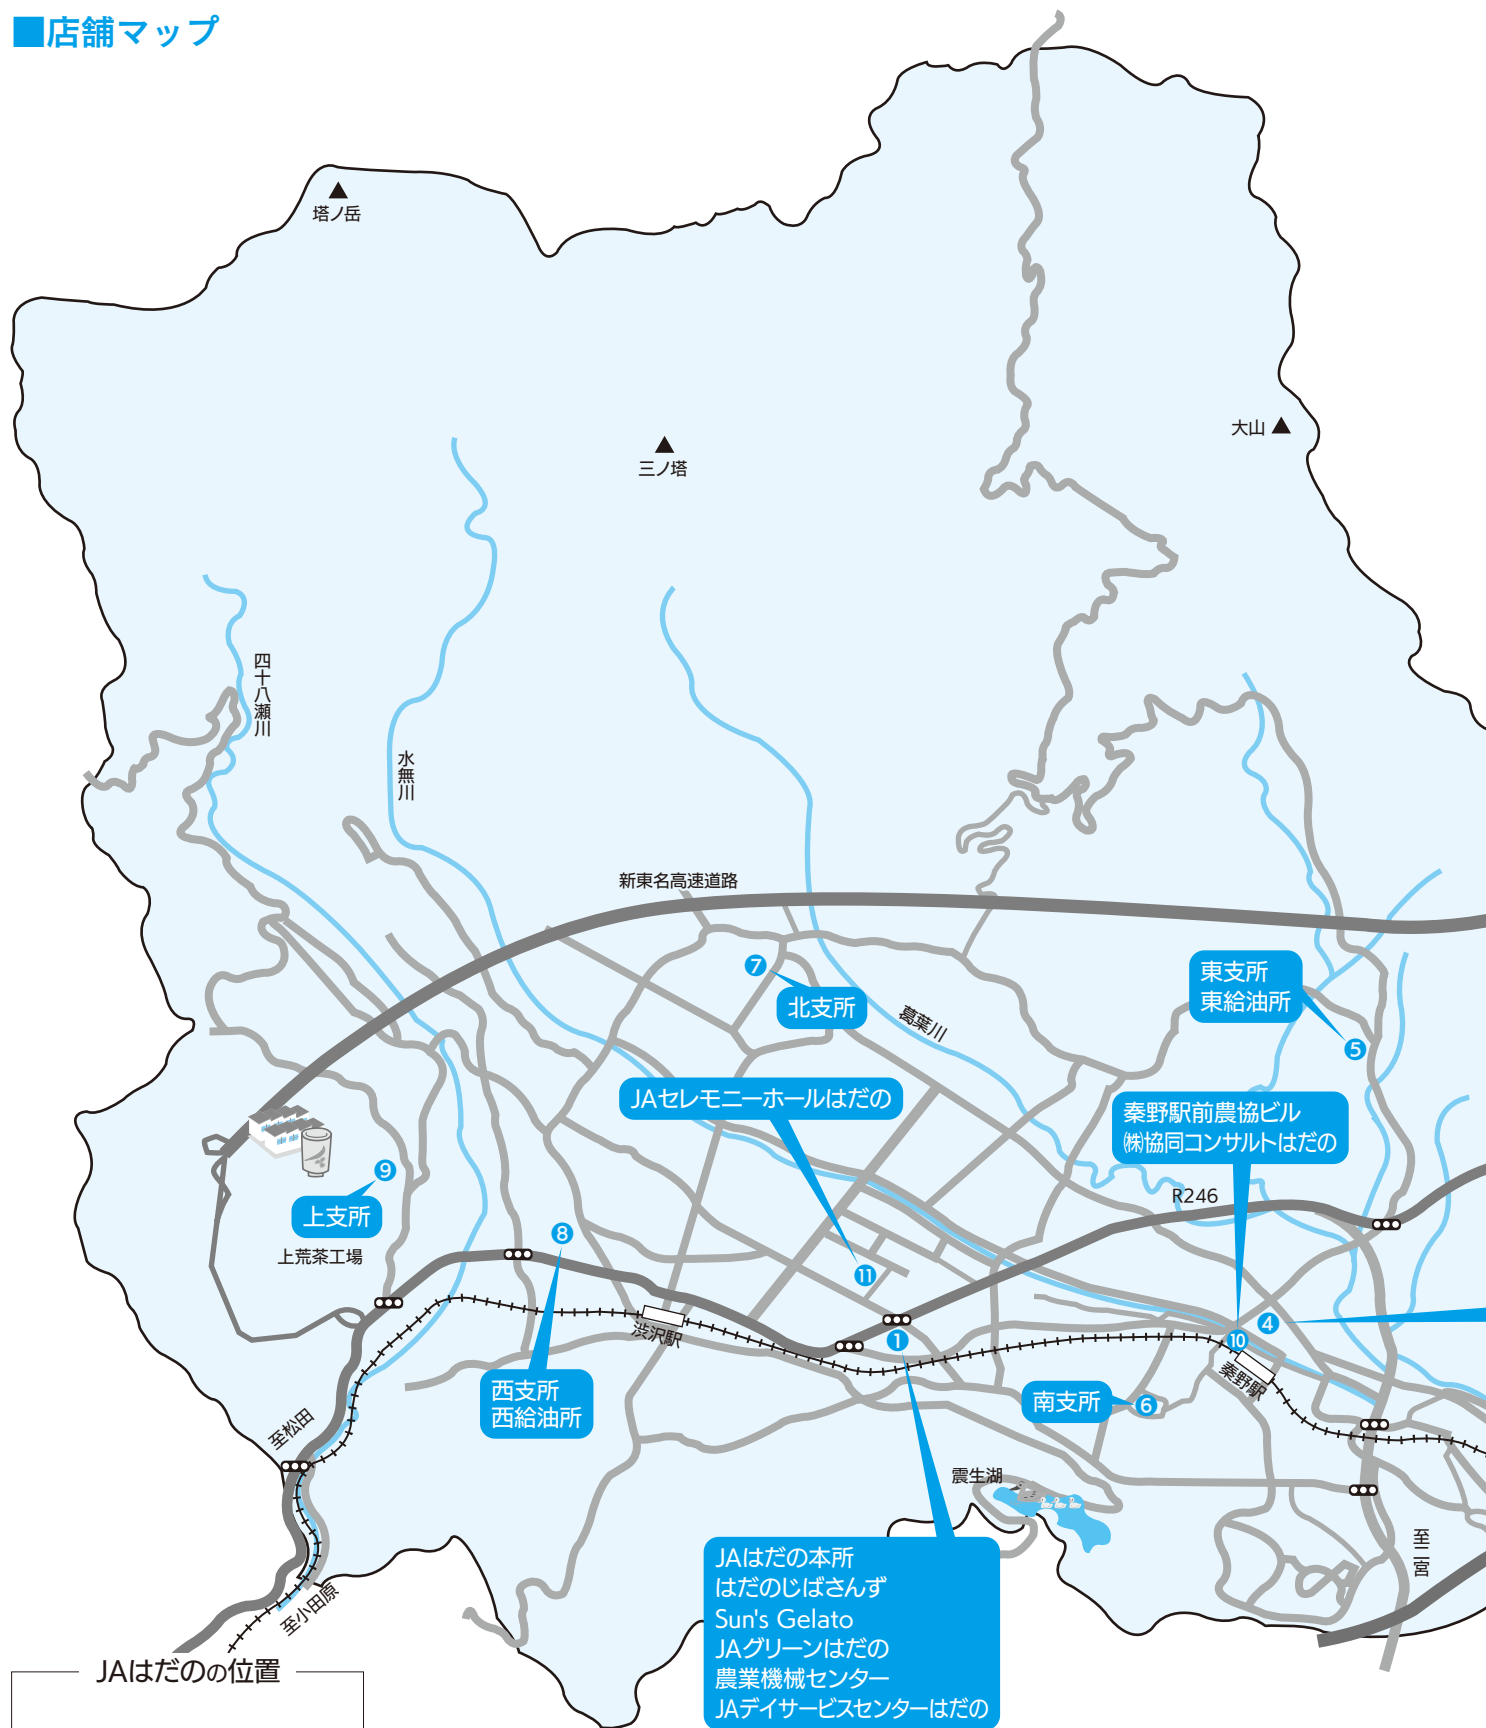 ■店舗マップ
塔ノ岳
大山
三ノ塔
四十八瀬川
水無川
新東名高速道路
7
北支所
東支所
東給油所
5
葛葉川
JAセレモニーホールはだの
秦野駅前農協ビル
㈱協同コンサルトはだの
9
上支所
上荒茶工場
R246
8
11
1
4
10
渋沢駅
秦野駅
西支所
西給油所
南支所
6
至松田
震生湖
至二宮
至小田原
JAはだの本所
はだのじばさんず
Sun's Gelato
JAグリーンはだの
農業機械センター
JAデイサービスセンターはだの
JAはだのの位置